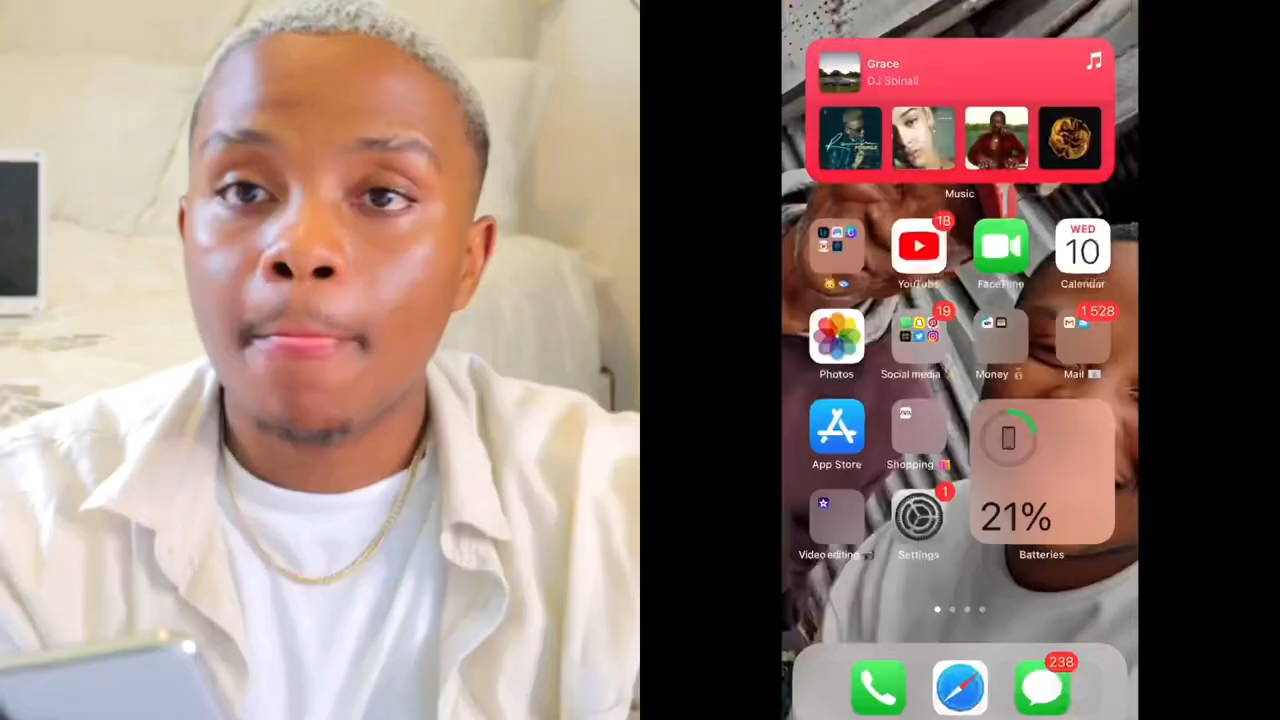 Grace
DJ Spinall
Music
18
WED
10
YouTube
FaceTime
Calendar
19
1 528
Photos
Social media
Money
Mail
App Store
Shopping
1
21%
Video editing
Settings
Batteries
238